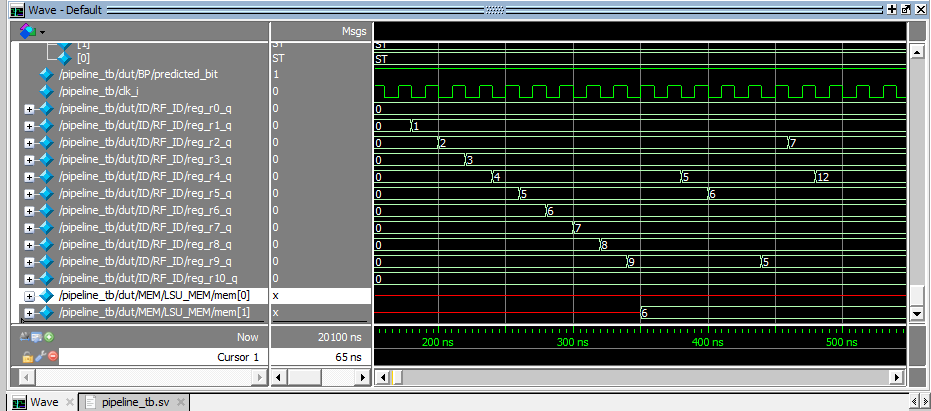 Wave - Default
Msgs
[1] ST ST
[0] ST ST
/pipeline_tb/dut/BP/predicted_bit 1
/pipeline_tb/clk_i 0
/pipeline_tb/dut/ID/RF_ID/reg_r0_q 0 0
/pipeline_tb/dut/ID/RF_ID/reg_r1_q 0 0 1
/pipeline_tb/dut/ID/RF_ID/reg_r2_q 0 0 2 7
/pipeline_tb/dut/ID/RF_ID/reg_r3_q 0 0 3
/pipeline_tb/dut/ID/RF_ID/reg_r4_q 0 0 4 5 12
/pipeline_tb/dut/ID/RF_ID/reg_r5_q 0 0 5 6
/pipeline_tb/dut/ID/RF_ID/reg_r6_q 0 0 6
/pipeline_tb/dut/ID/RF_ID/reg_r7_q 0 0 7
/pipeline_tb/dut/ID/RF_ID/reg_r8_q 0 0 8
/pipeline_tb/dut/ID/RF_ID/reg_r9_q 0 0 9 5
/pipeline_tb/dut/ID/RF_ID/reg_r10_q 0 0
/pipeline_tb/dut/MEM/LSU_MEM/mem[0] x
/pipeline_tb/dut/MEM/LSU_MEM/mem[1] x 6
Now 20100 ns 200 ns 300 ns 400 ns 500 ns
Cursor 1 65 ns
Wave pipeline_tb.sv